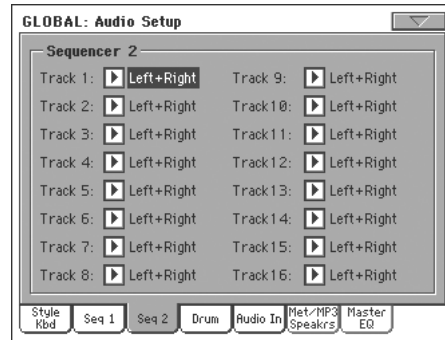 GLOBAL: Audio Setup
Sequencer 2
Track 1: Left+Right Track 9: Left+Right
Track 2: Left+Right Track10: Left+Right
Track 3: Left+Right Track11: Left+Right
Track 4: Left+Right Track12: Left+Right
Track 5: Left+Right Track13: Left+Right
Track 6: Left+Right Track14: Left+Right
Track 7: Left+Right Track15: Left+Right
Track 8: Left+Right Track16: Left+Right
Style Kbd Seq 1 Seq 2 Drum Audio In Met/MP3 Speakrs Master EQ